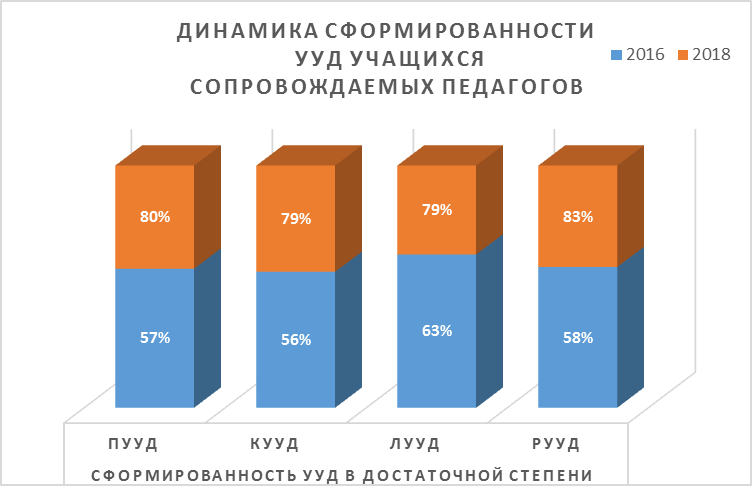 ДИНАМИКА СФОРМИРОВАННОСТИ
УУД УЧАЩИХСЯ
СОПРОВОЖДАЕМЫХ ПЕДАГОГОВ
2016 2018
80% 79% 79% 83%
57% 56% 63% 58%
ПУУД КУУД ЛУУД РУУД
СФОРМИРОВАННОСТЬ УУД В ДОСТАТОЧНОЙ СТЕПЕНИ